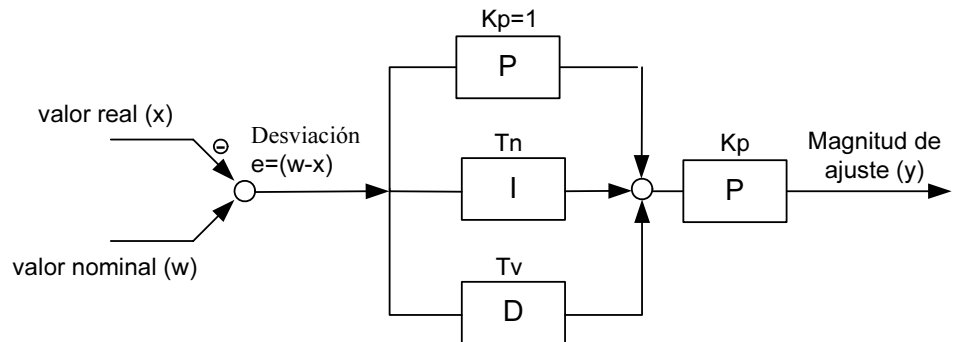 Kp=1
P
valor real (x)
⊖
Desviación
e=(w-x)
Tn
I
Kp
P
Magnitud de
ajuste (y)
valor nominal (w)
Tv
D